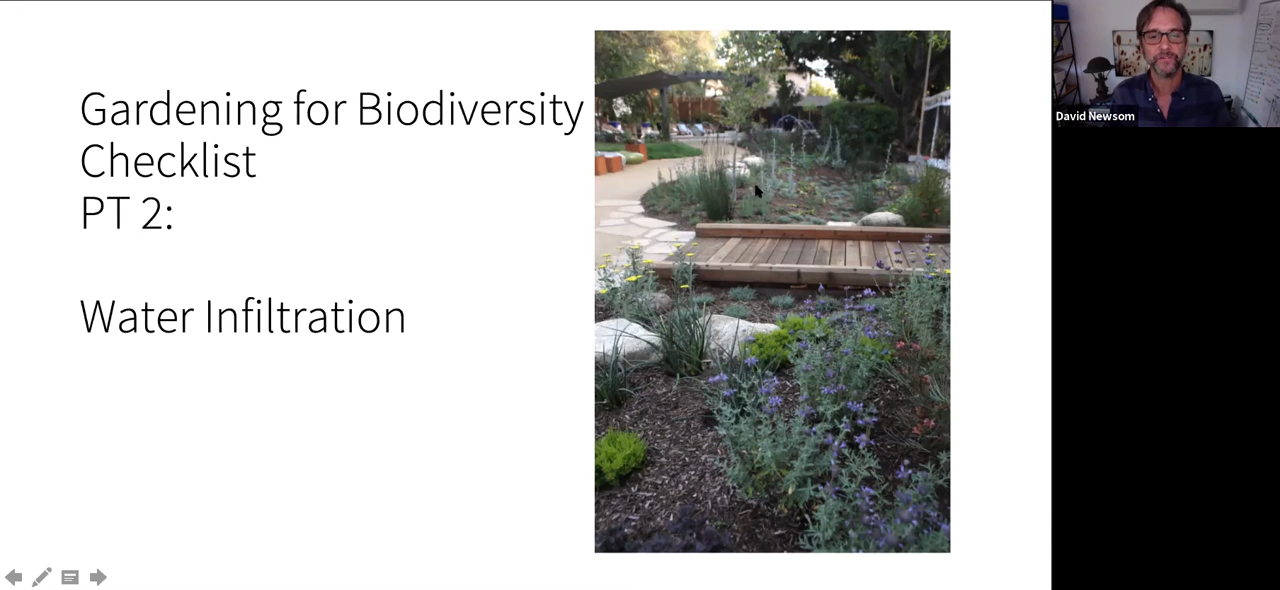 Gardening for Biodiversity
Checklist
PT 2:
Water Infiltration
David Newsom